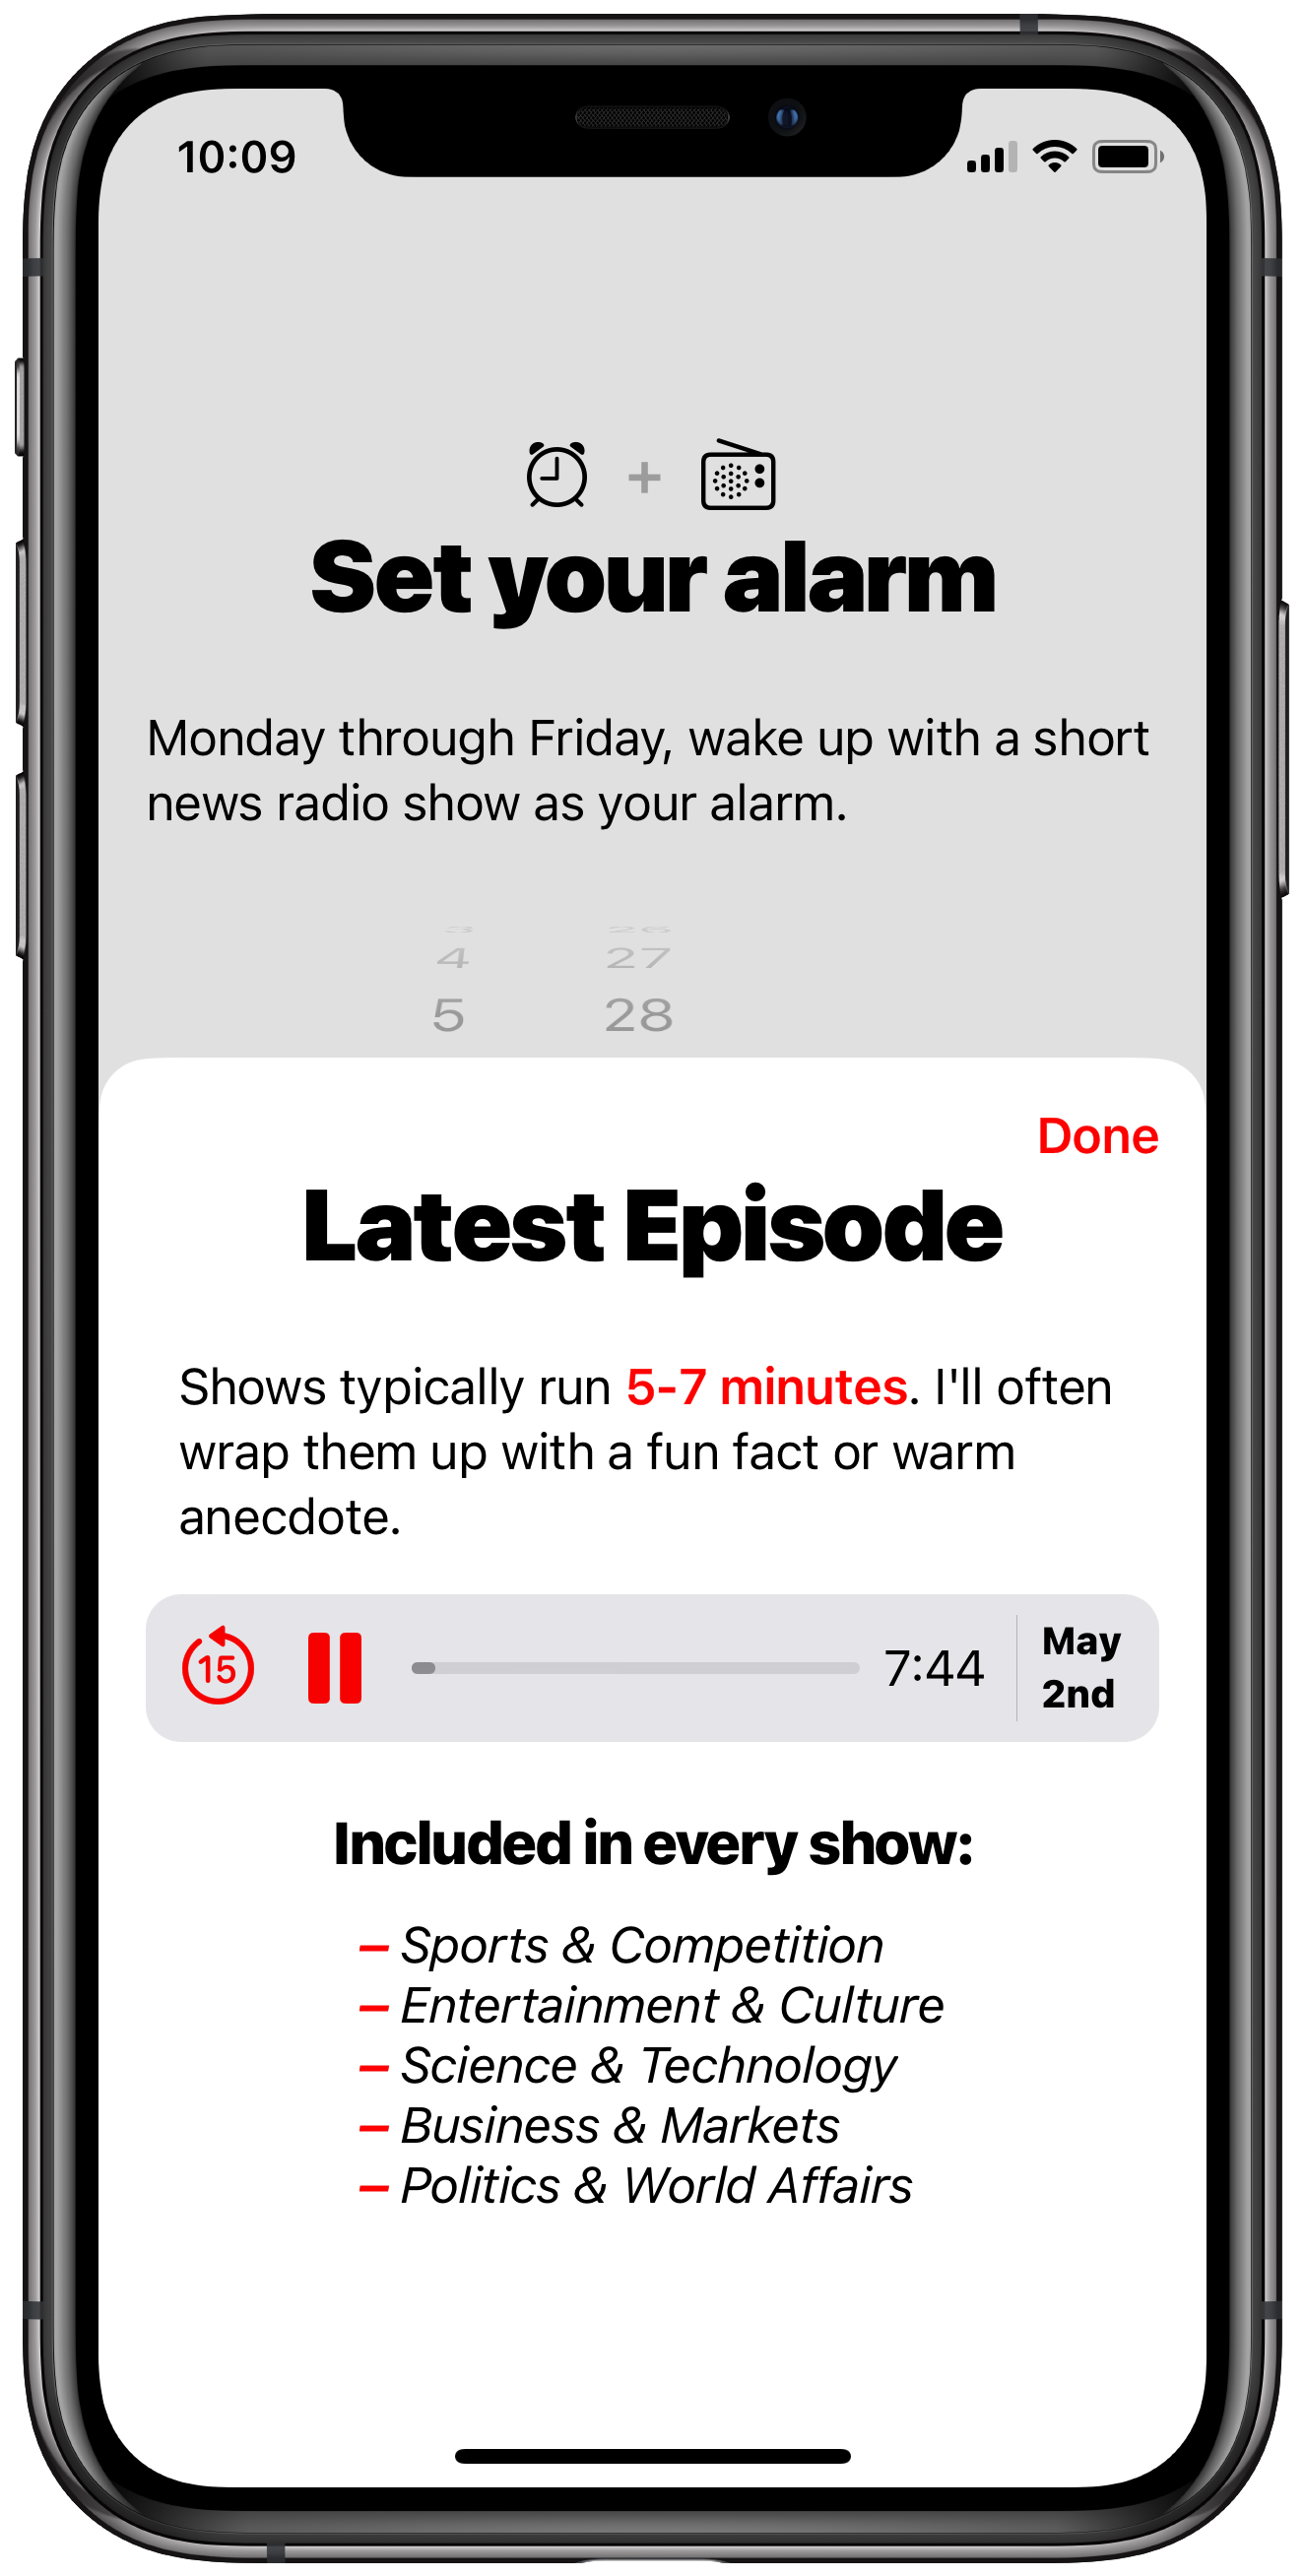 10:09
+
Set your alarm
Monday through Friday, wake up with a short
news radio show as your alarm.
3 26
4 27
5 28
Done
Latest Episode
Shows typically run 5-7 minutes. I'll often
wrap them up with a fun fact or warm
anecdote.
15
7:44
May
2nd
Included in every show:
– Sports & Competition
– Entertainment & Culture
– Science & Technology
– Business & Markets
– Politics & World Affairs